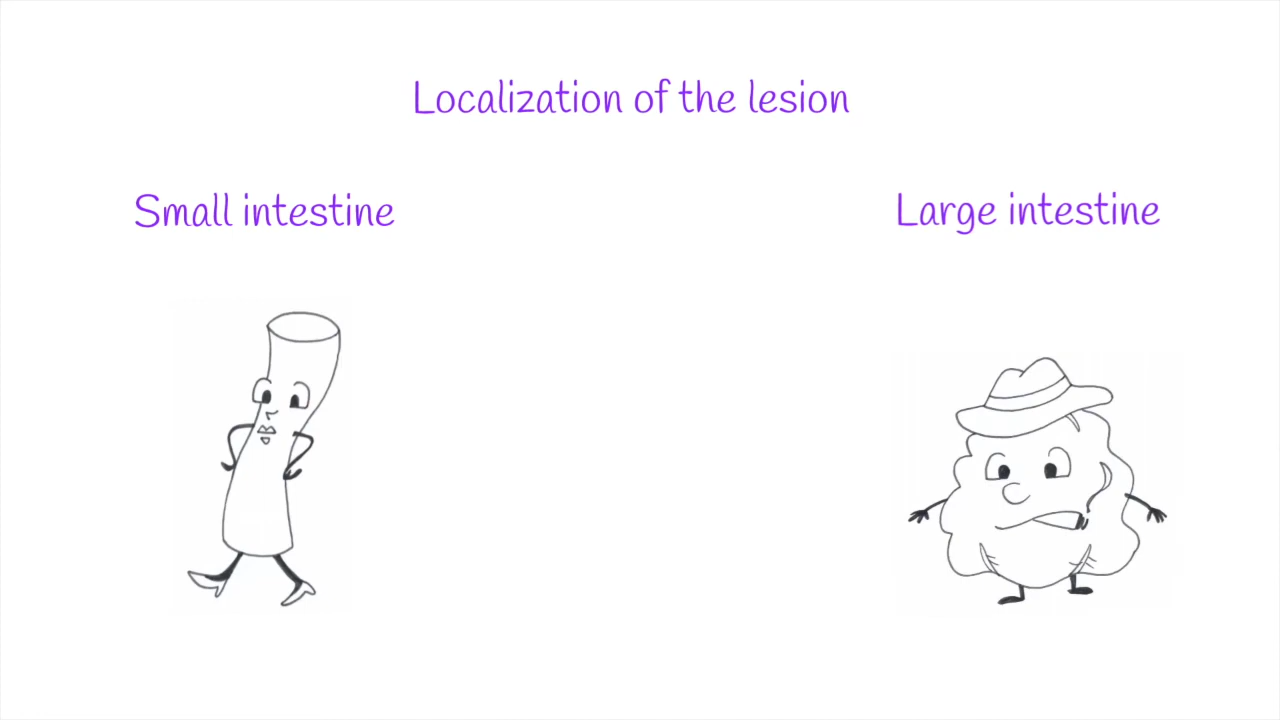 Localization of the lesion
Small intestine
Large intestine